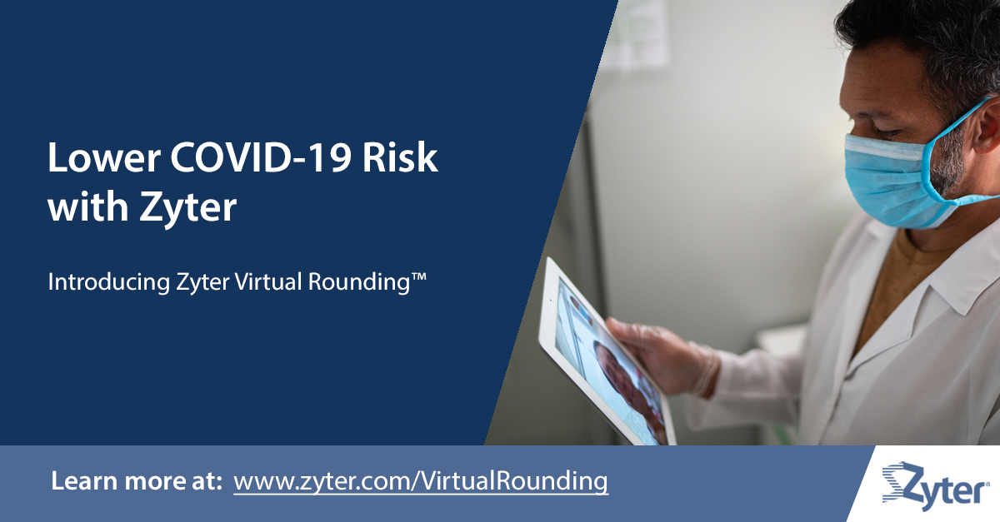 Lower COVID-19 Risk
with Zyter
Introducing Zyter Virtual Rounding™
Learn more at: www.zyter.com/VirtualRounding
Zyter®